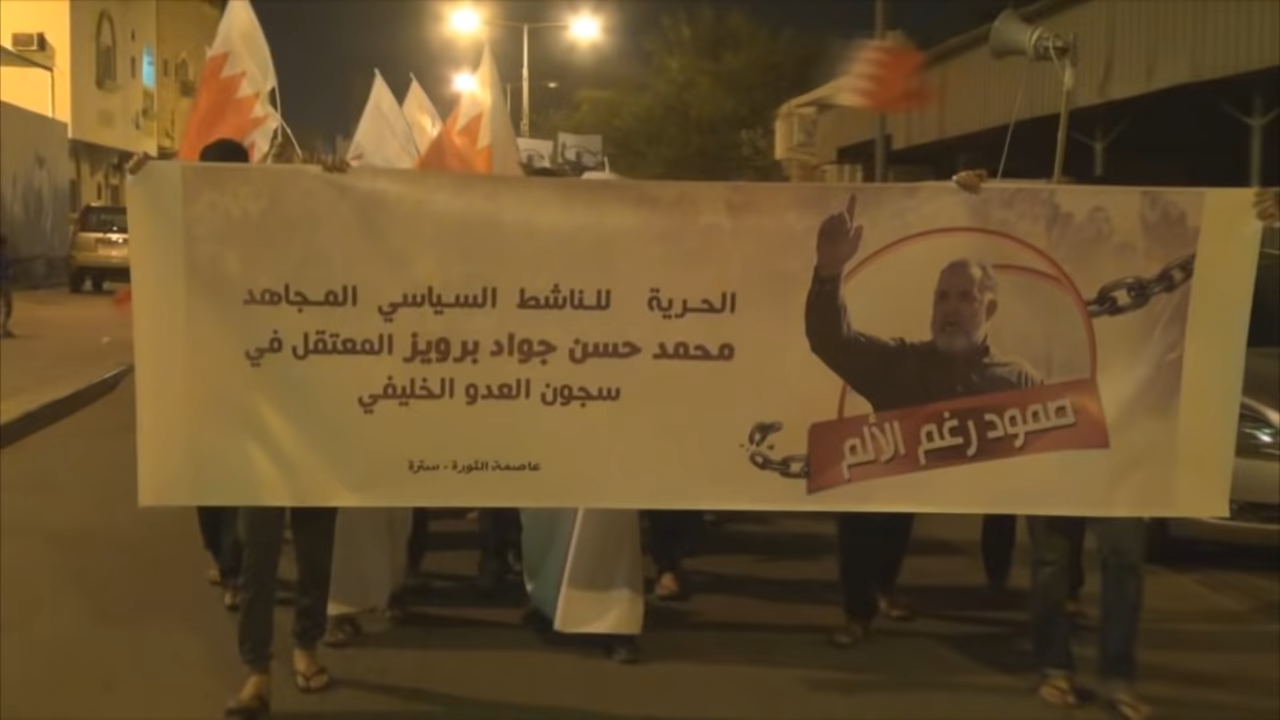 الحرية للناشط السياسي المجاهد
محمد حسن جواد برويز المعتقل في
سجون العدو الخليفي
عاصمة الثورة - سترة
صمود رغم الألم